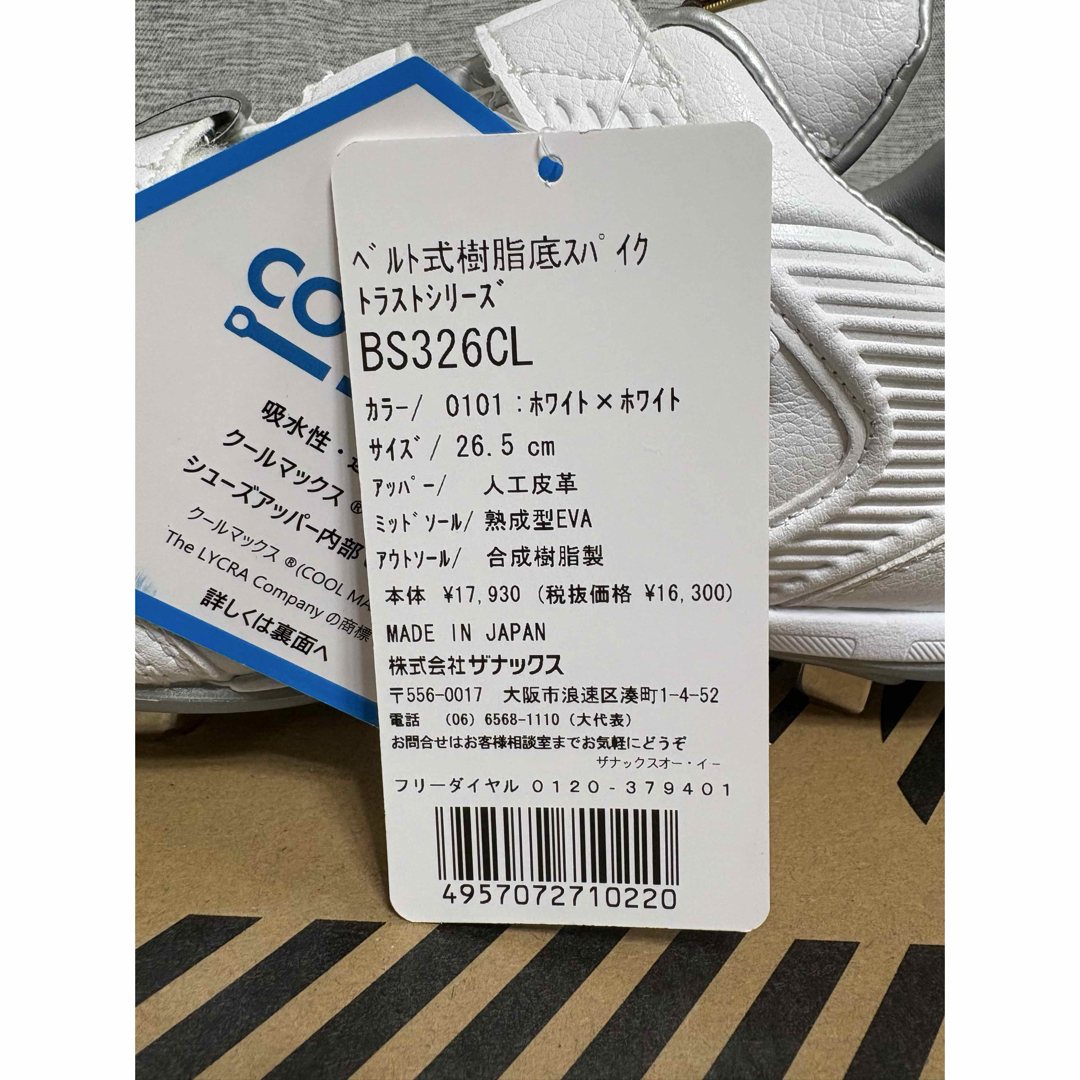 ﾍﾞﾙﾄ式樹脂底ｽﾊﾟｲｸ
ﾄﾗｽﾄｼﾘｰｽﾞ
BS326CL
ｶﾗｰ/ 0101:ﾎﾜｲﾄ×ﾎﾜｲﾄ
ｻｲｽﾞ/ 26.5 cm
ｱｯﾊﾟｰ/ 人工皮革
ﾐｯﾄﾞｿｰﾙ/ 熟成型EVA
ｱｳﾄｿｰﾙ/ 合成樹脂製
本体 ¥17,930 (税抜価格 ¥16,300)
MADE IN JAPAN
株式会社ザナックス
〒556-0017 大阪市浪速区湊町1-4-52
電話 (06) 6568-1110 (大代表)
お問合せはお客様相談室までお気軽にどうぞ
ザナックスオー・イー
フリーダイヤル 0120-379401
4957072710220
吸水性・
クールマックス ®
シューズアッパー内部
クールマックス ®(COOL MA
The LYCRA Company の商標
詳しくは裏面へ